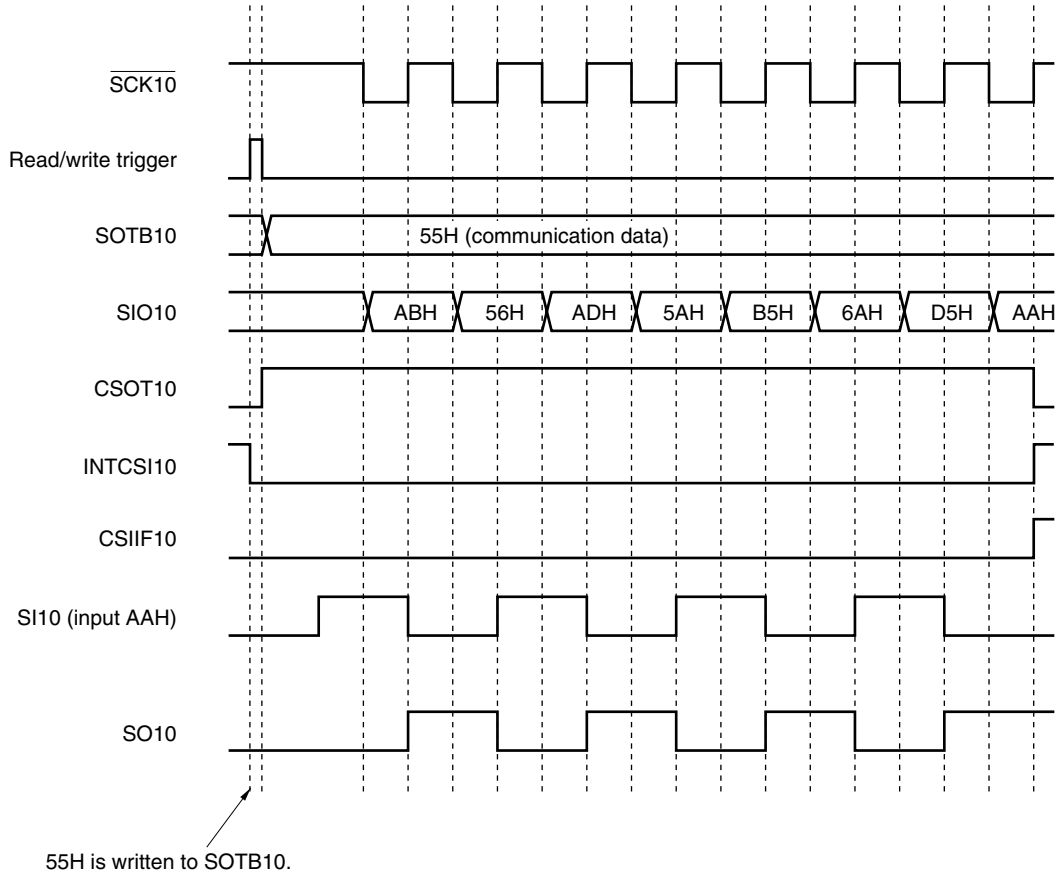 SCK10
Read/write trigger
SOTB10
55H (communication data)
SIO10
ABH 56H ADH 5AH B5H 6AH D5H AAH
CSOT10
INTCSI10
CSIIF10
SI10 (input AAH)
SO10
55H is written to SOTB10.